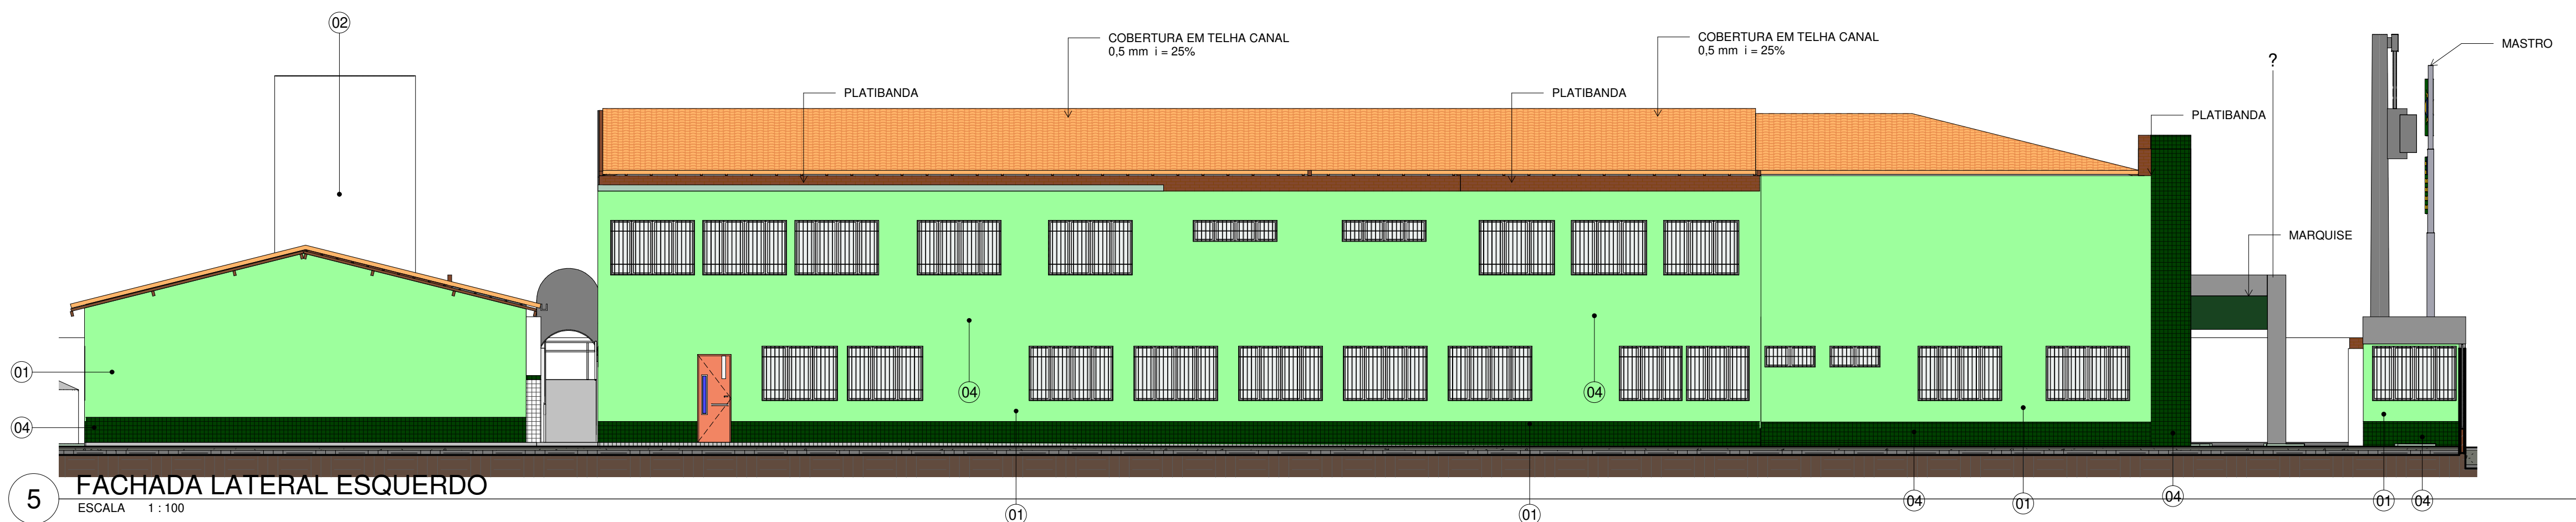 02
COBERTURA EM TELHA CANAL
0,5 mm i = 25%
COBERTURA EM TELHA CANAL
0,5 mm i = 25%
MASTRO
?
PLATIBANDA
PLATIBANDA
PLATIBANDA
MARQUISE
01
04
04
04
5
FACHADA LATERAL ESQUERDO
ESCALA 1 : 100
01
01
04
01
04
01
04